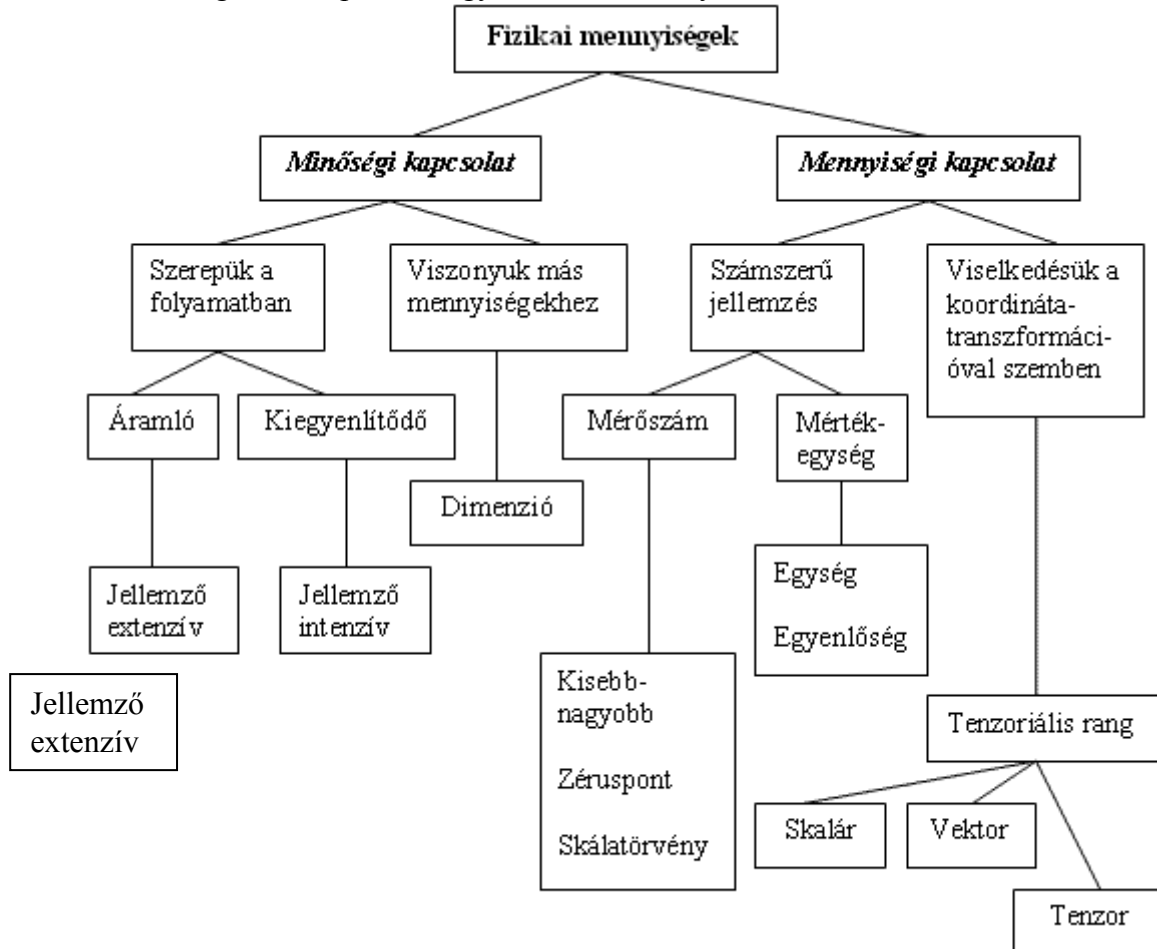 Fizikai mennyiségek
Minőségi kapcsolat
Mennyiségi kapcsolat
Szerepük a
folyamatban
Viszonyuk más
mennyiségekhez
Számszerű
jellemzés
Viselkedésük a
koordináta-
transzformáci-
óval szemben
Áramló
Kiegyenlítődő
Mérőszám
Mérték-
egység
Dimenzió
Jellemző
extenzív
Jellemző
intenzív
Egység
Egyenlőség
Jellemző
extenzív
Kisebb-
nagyobb
Zéruspont
Skálatörvény
Tenzoriális rang
Skalár
Vektor
Tenzor